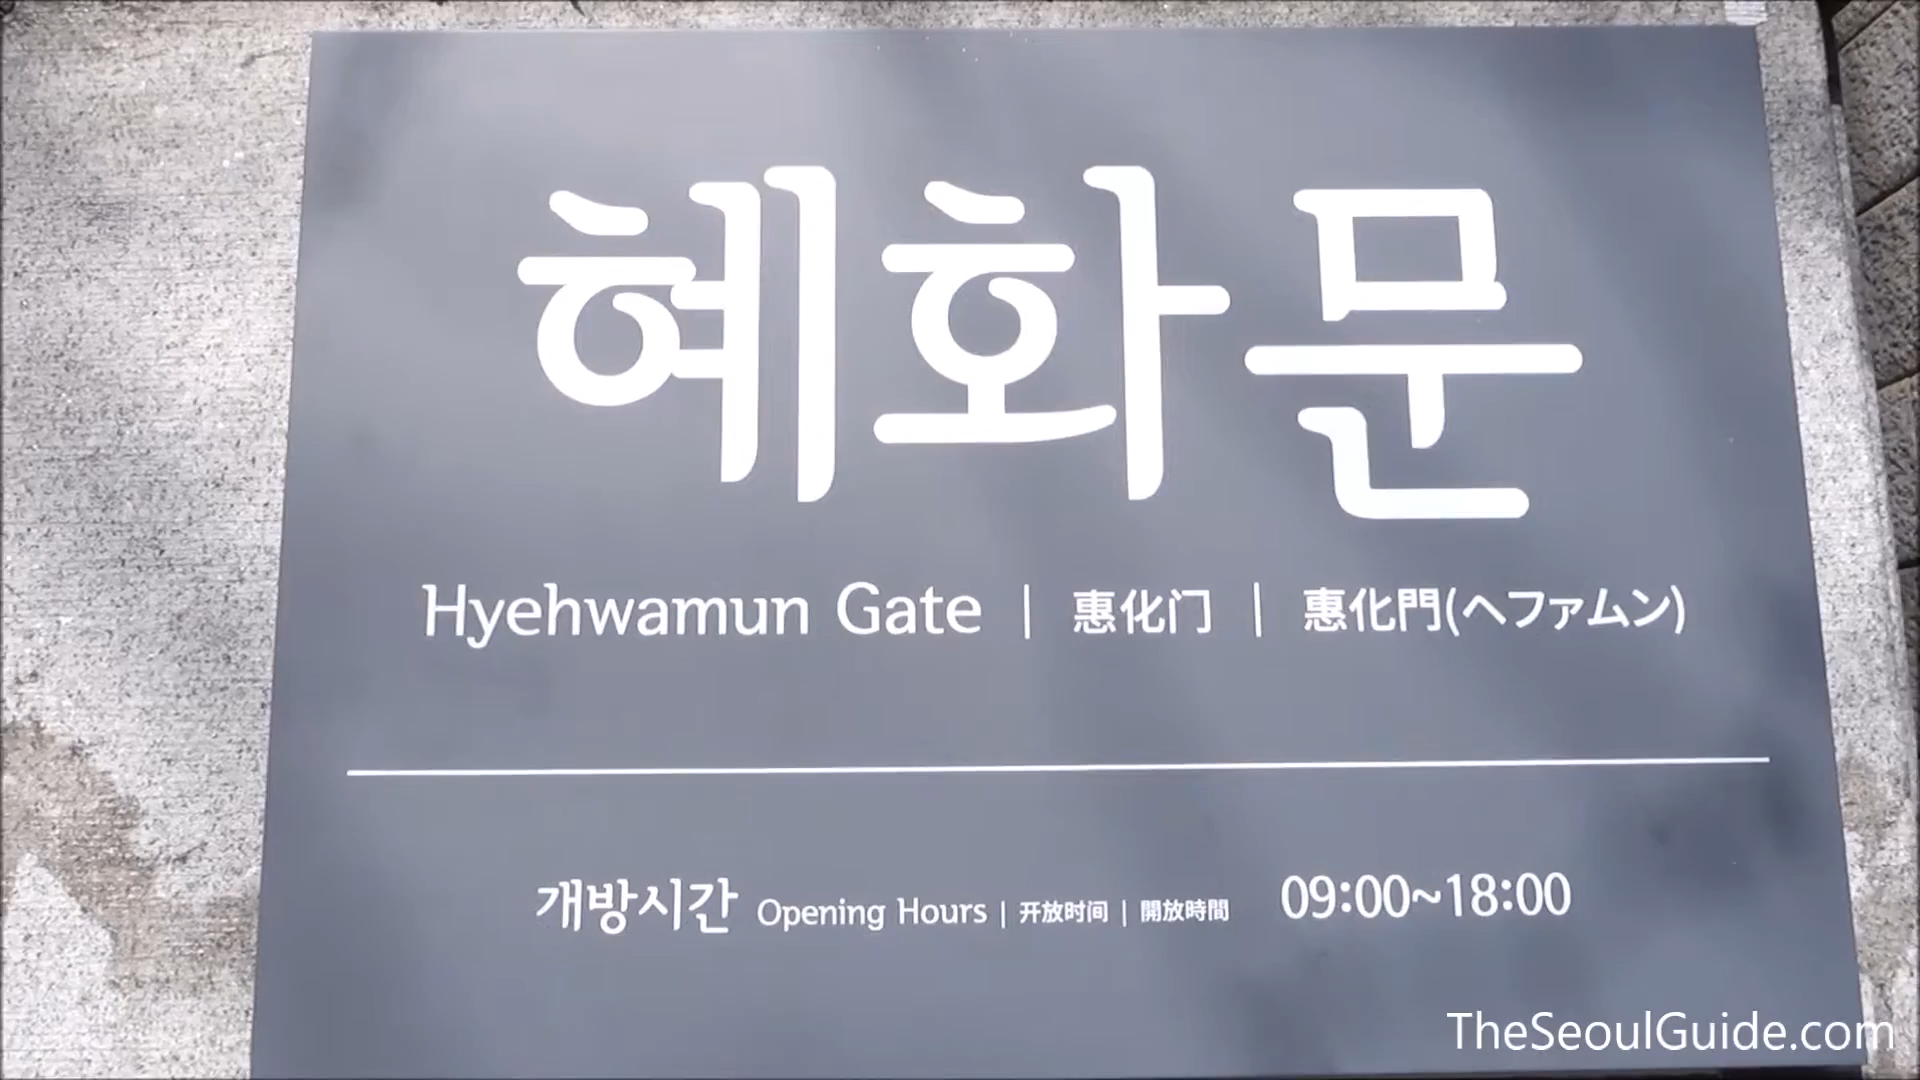 혜화문
Hyehwamun Gate | 惠化门 | 惠化門(ヘファムン)
개방시간 Opening Hours | 开放时间 | 開放時間 09:00~18:00
TheSeoulGuide.com